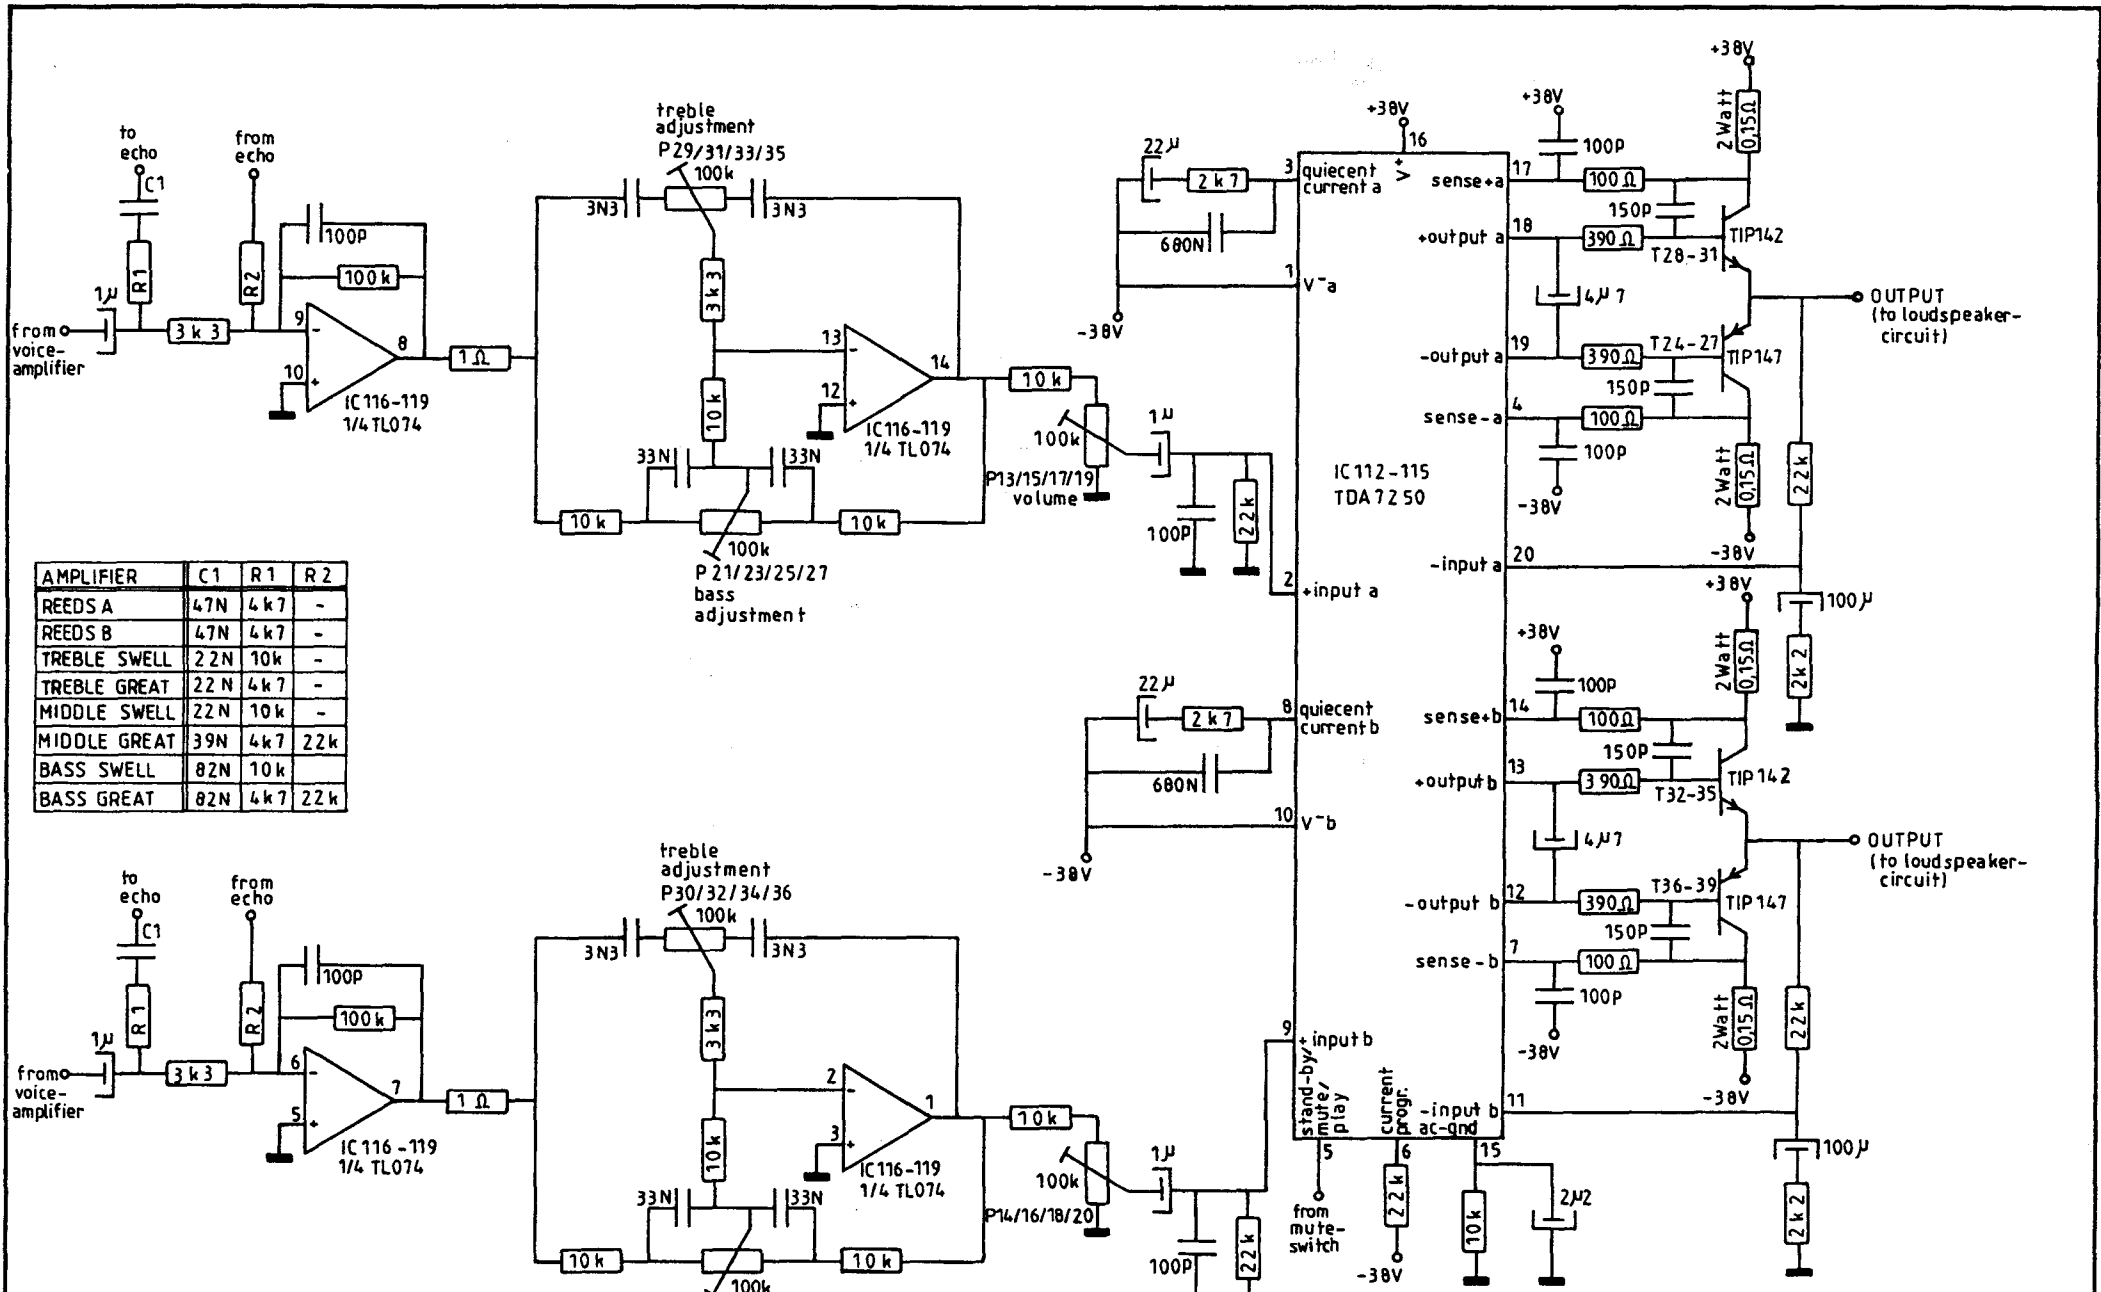 to
echo
C1
R1
from
echo
R2
100P
100k
1µ
from
voice-
amplifier
3k3
9
10
8
-
+
IC116-119
1/4 TL074
1Ω
treble
adjustment
P29/31/33/35
100k
3N3
3N3
3k3
10k
33N
33N
10k
100k
10k
P21/23/25/27
bass
adjustment
13
12
14
-
+
IC116-119
1/4 TL074
10k
100k
P13/15/17/19
volume
1µ
100P
22k
22µ
2k7
680N
-38V
3
quiecent
current a
1
V-a
2
+input a
+38V
16
V+
IC112-115
TDA7250
17
sense+a
18
+output a
19
-output a
4
sense-a
20
-input a
+38V
100P
100Ω
150P
390Ω
T28-31
TIP142
4µ7
390Ω
T24-27
TIP147
150P
100Ω
100P
-38V
+38V
2Watt
0,15Ω
2Watt
0,15Ω
-38V
OUTPUT
(to loudspeaker-
circuit)
22k
100µ
2k2
AMPLIFIER C1 R1 R2
REEDS A 47N 4k7 -
REEDS B 47N 4k7 -
TREBLE SWELL 22N 10k -
TREBLE GREAT 22N 4k7 -
MIDDLE SWELL 22N 10k -
MIDDLE GREAT 39N 4k7 22k
BASS SWELL 82N 10k
BASS GREAT 82N 4k7 22k
22µ
2k7
680N
-38V
8
quiecent
current b
10
V-b
9
+input b
14
sense+b
13
+output b
12
-output b
7
sense-b
11
-input b
+38V
100P
100Ω
150P
390Ω
T32-35
TIP142
4µ7
390Ω
T36-39
TIP147
150P
100Ω
100P
-38V
+38V
2Watt
0,15Ω
2Watt
0,15Ω
-38V
OUTPUT
(to loudspeaker-
circuit)
22k
100µ
2k2
to
echo
C1
R1
from
echo
R2
100P
100k
1µ
from
voice-
amplifier
3k3
6
5
7
-
+
IC116-119
1/4 TL074
1Ω
treble
adjustment
P30/32/34/36
100k
3N3
3N3
3k3
10k
33N
33N
10k
100k
10k
2
3
1
-
+
IC116-119
1/4 TL074
10k
100k
P14/16/18/20
1µ
100P
22k
stand-by/
mute/
play
5
from
mute-
switch
current
progr.
6
22k
-38V
ac-gnd
15
10k
2µ2